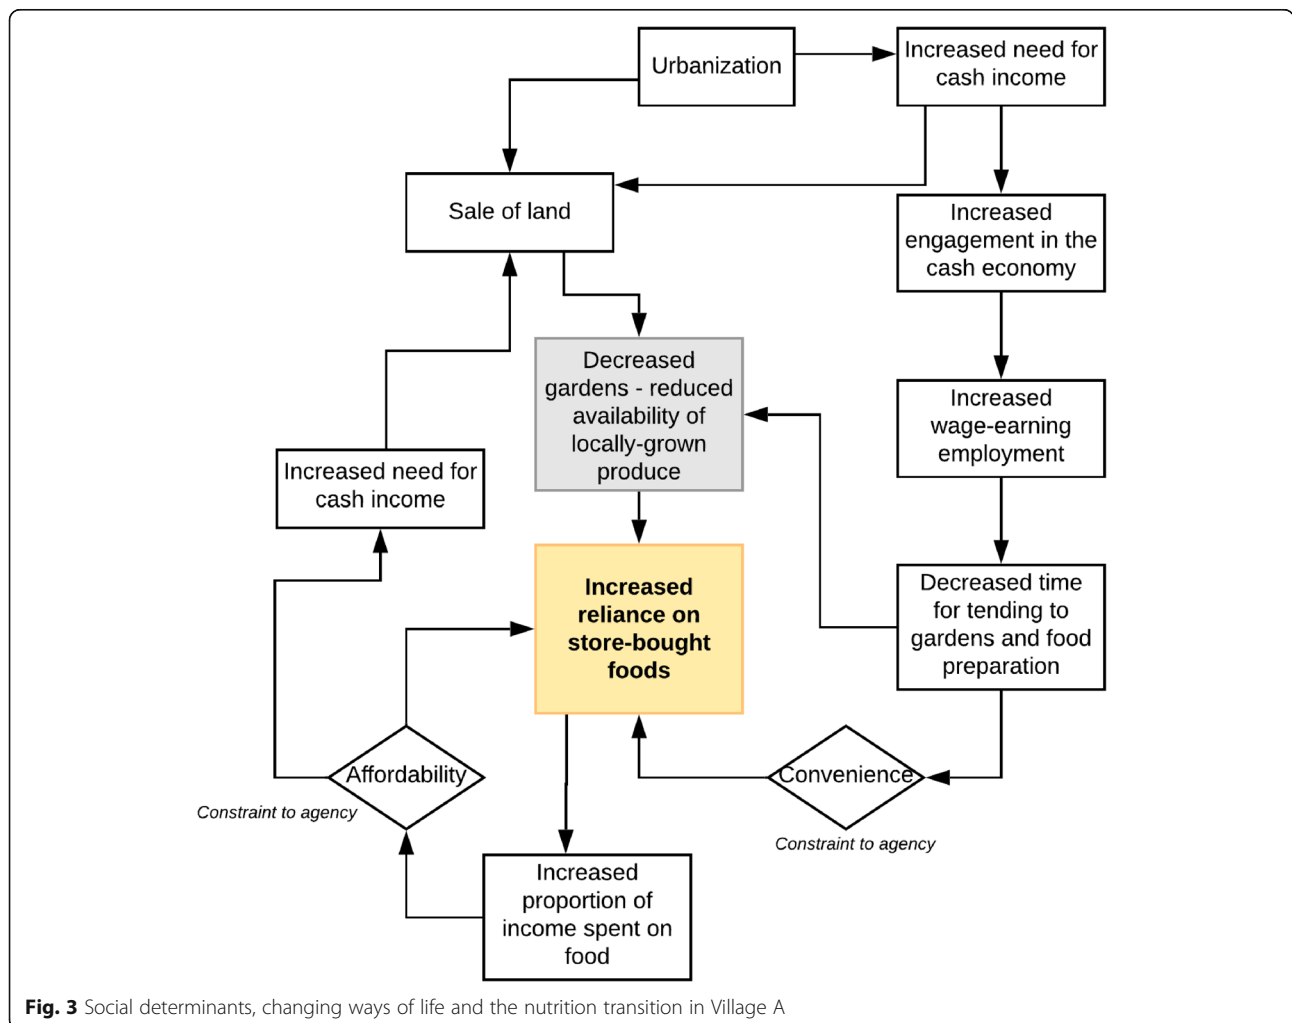 Urbanization
Increased need for
cash income
Sale of land
Increased
engagement in the
cash economy
Decreased
gardens - reduced
availability of
locally-grown
produce
Increased
wage-earning
employment
Increased need for
cash income
Increased
reliance on
store-bought
foods
Decreased time
for tending to
gardens and food
preparation
Affordability
Constraint to agency
Convenience
Constraint to agency
Increased
proportion of
income spent on
food
Fig. 3 Social determinants, changing ways of life and the nutrition transition in Village A